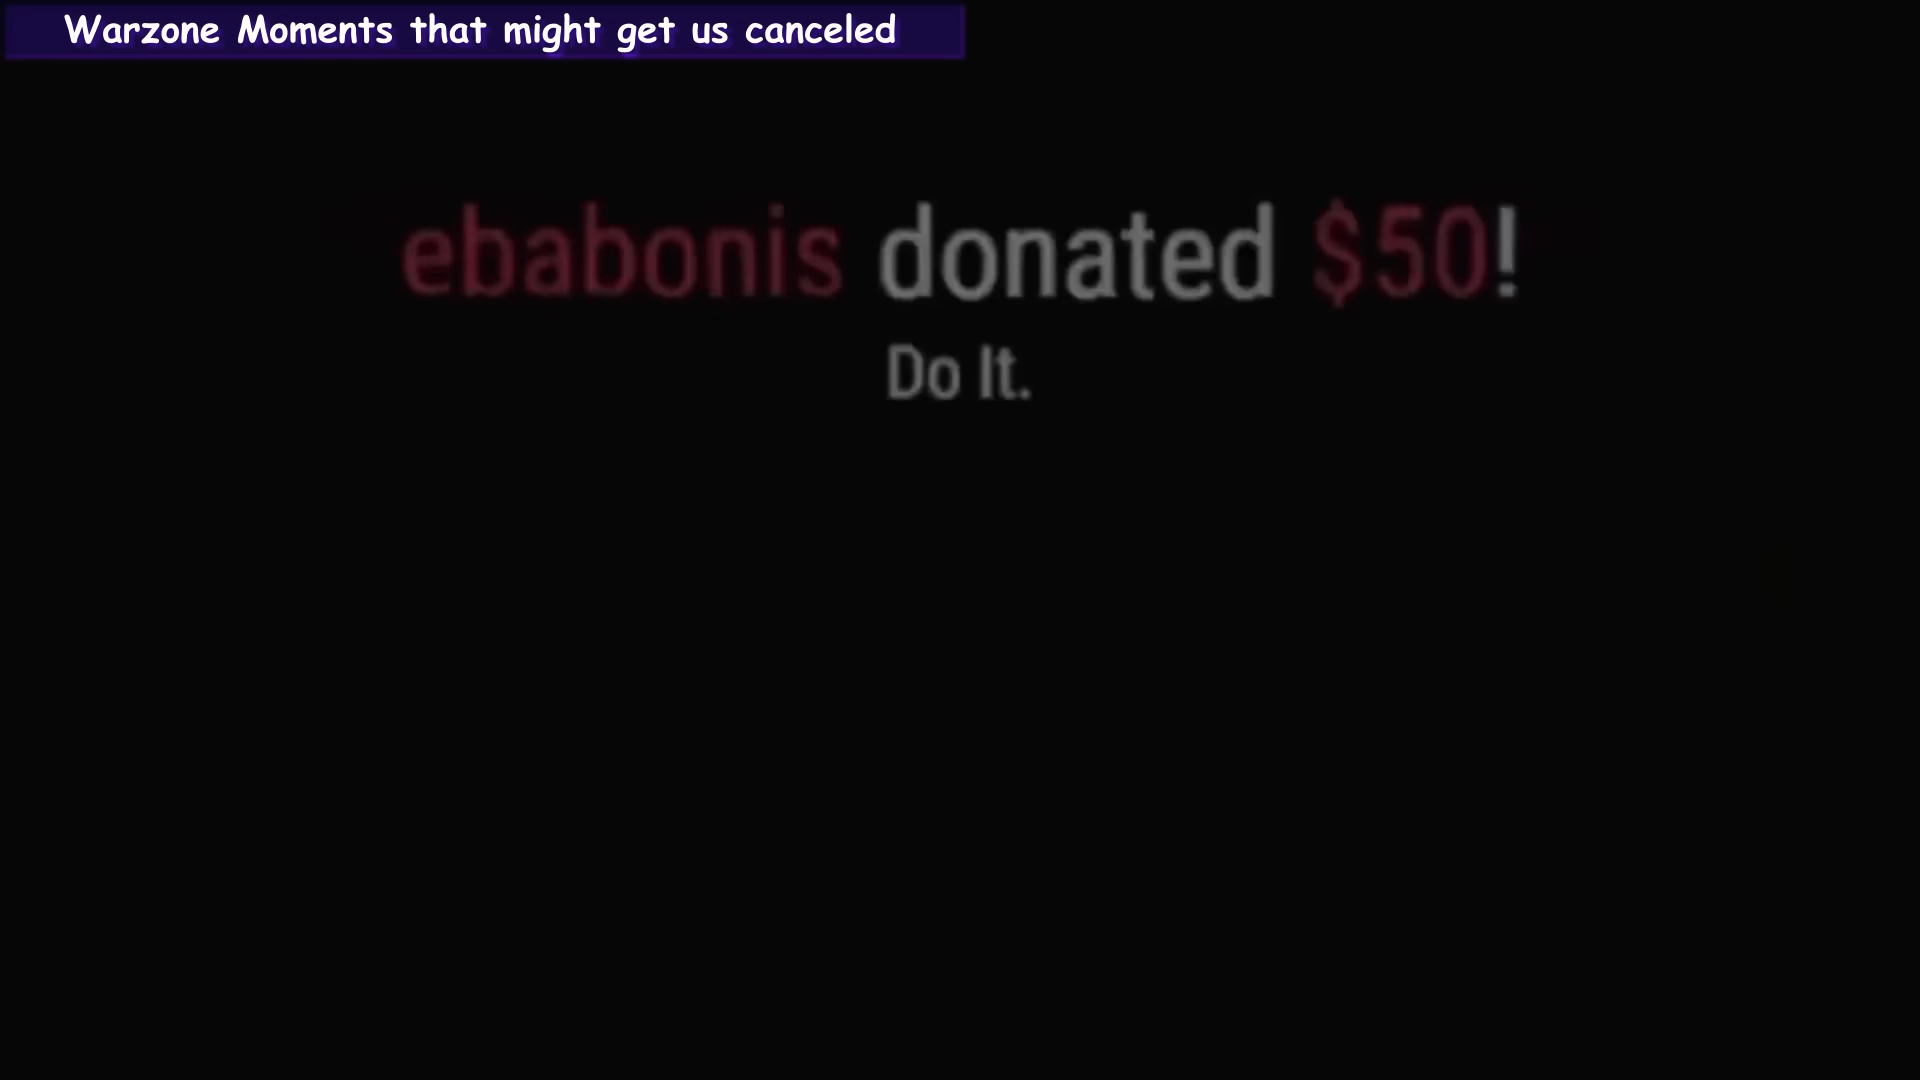 Warzone Moments that might get us canceled
ebabonis donated $50!
Do It.